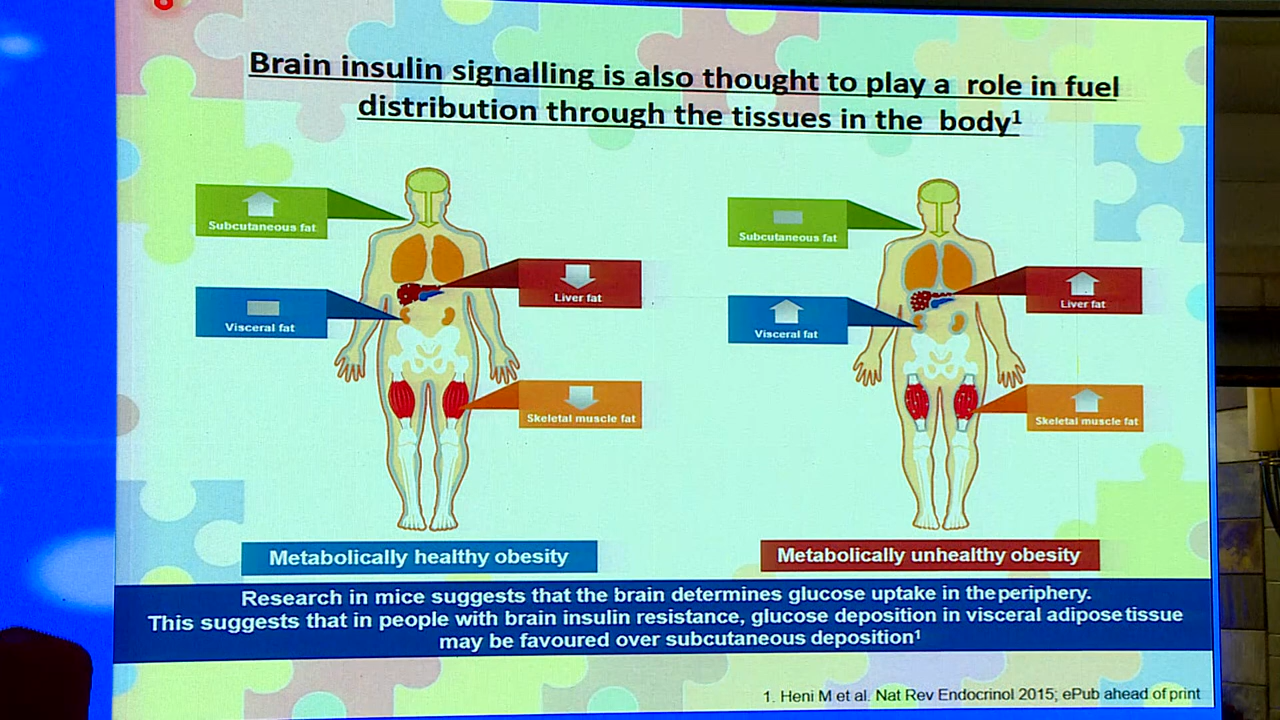 Brain insulin signalling is also thought to play a role in fuel
distribution through the tissues in the body¹
Subcutaneous fat
Liver fat
Visceral fat
Skeletal muscle fat
Metabolically healthy obesity
Subcutaneous fat
Liver fat
Visceral fat
Skeletal muscle fat
Metabolically unhealthy obesity
Research in mice suggests that the brain determines glucose uptake in the periphery.
This suggests that in people with brain insulin resistance, glucose deposition in visceral adipose tissue
may be favoured over subcutaneous deposition¹
1. Heni M et al. Nat Rev Endocrinol 2015; ePub ahead of print